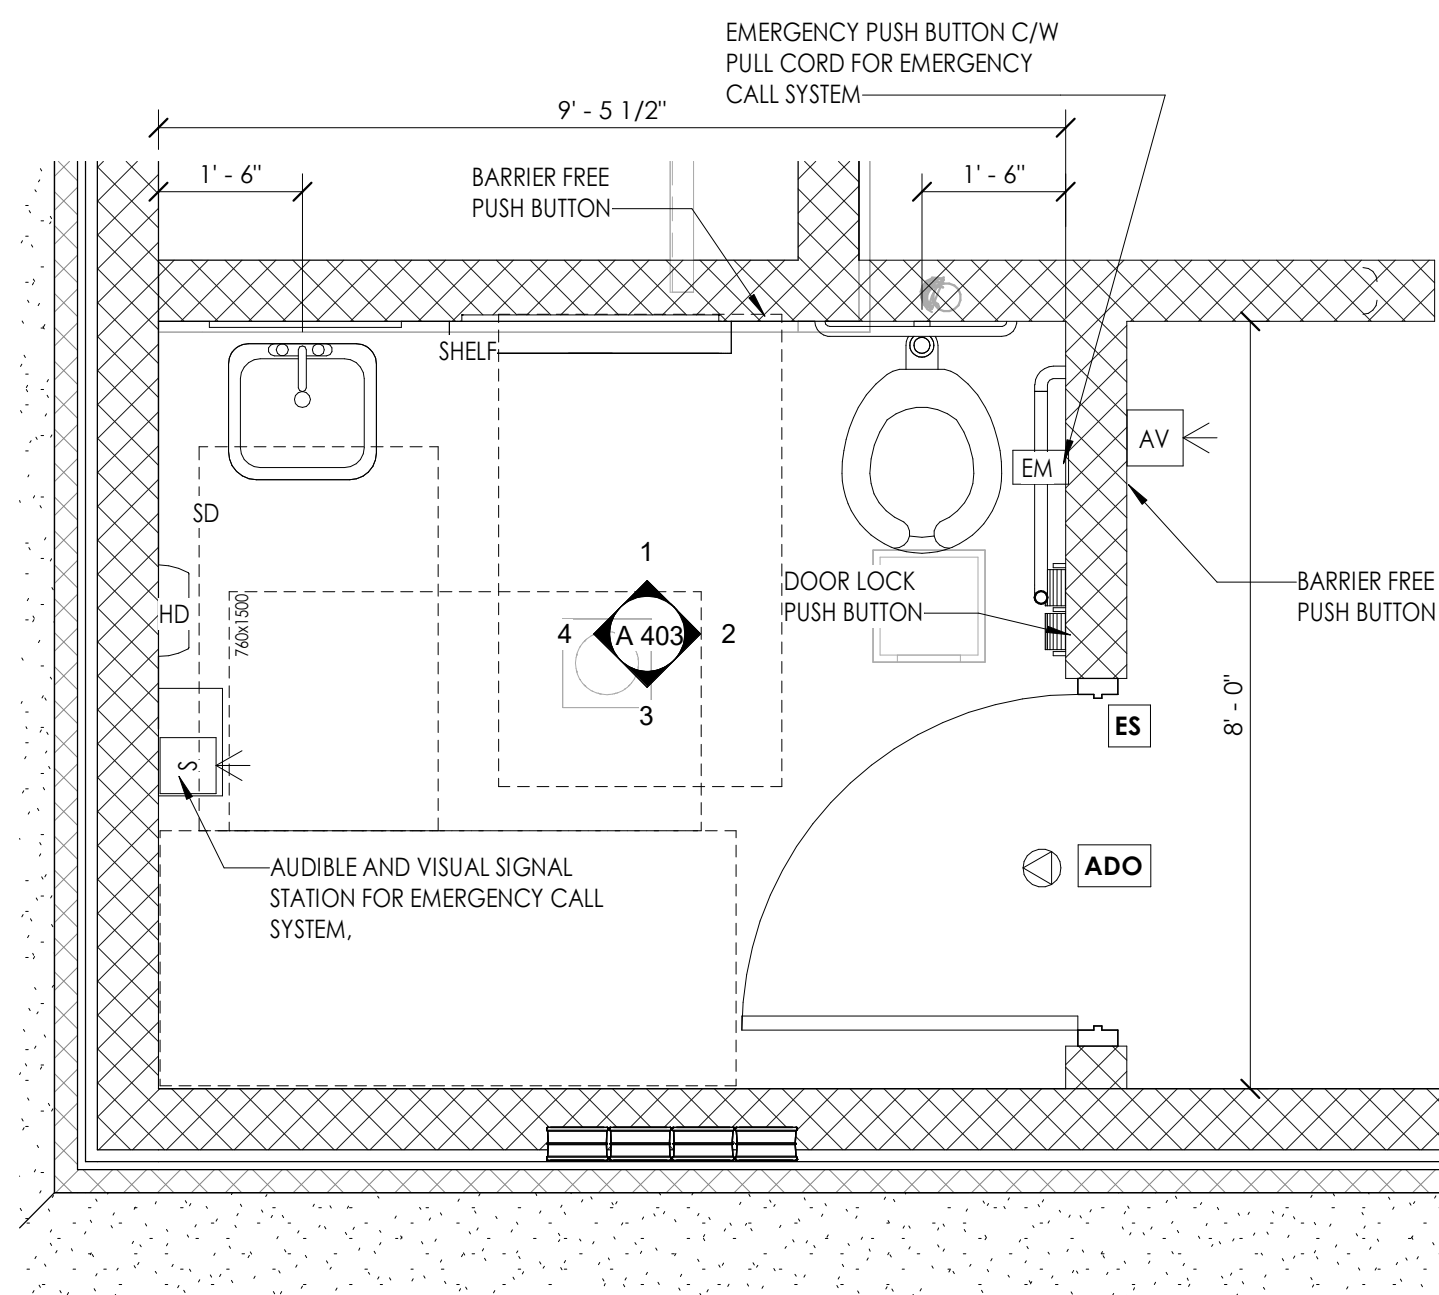 EMERGENCY PUSH BUTTON C/W
PULL CORD FOR EMERGENCY
CALL SYSTEM
9' - 5 1/2"
1' - 6"
BARRIER FREE
PUSH BUTTON
1' - 6"
SHELF
AV
EM
SD
1
DOOR LOCK
PUSH BUTTON
BARRIER FREE
PUSH BUTTON
HD
760x1500
4
A 403
2
3
ES
8' - 0"
S
AUDIBLE AND VISUAL SIGNAL
STATION FOR EMERGENCY CALL
SYSTEM,
ADO